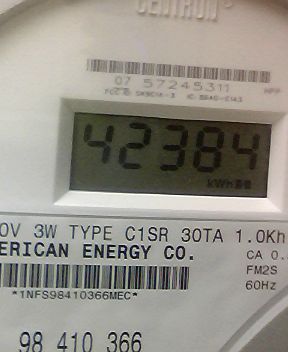 CENTRON®
07 57245311
42384
kWh
0V 3W TYPE C1SR 30TA 1.0Kh
ERICAN ENERGY CO.
CA 0.
FM2S
*1NFS98410366MEC*
60Hz
98 410 366